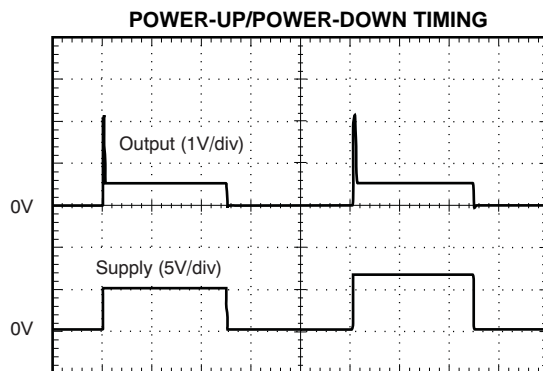 POWER-UP/POWER-DOWN TIMING
Output (1V/div)
0V
Supply (5V/div)
0V